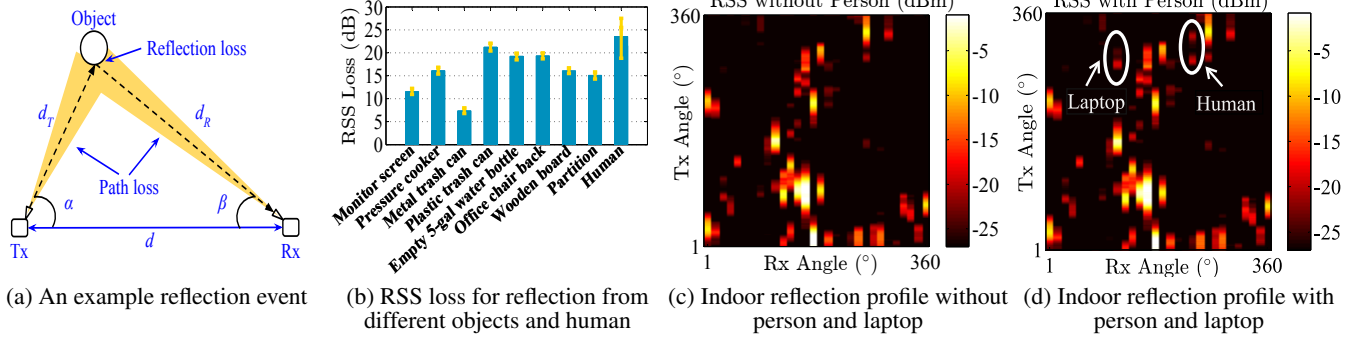 Object
Reflection loss
d_T
d_R
Path loss
α
β
d
Tx
Rx
(a) An example reflection event
RSS Loss (dB)
30
25
20
15
10
5
0
Monitor screen
Pressure cooker
Metal trash can
Plastic trash can
Empty 5-gal water bottle
Office chair back
Wooden board
Partition
Human
(b) RSS loss for reflection from
different objects and human
RSS without Person (dBm)
360
Tx Angle (°)
1
1
Rx Angle (°)
360
-5
-10
-15
-20
-25
(c) Indoor reflection profile without
person and laptop
RSS with Person (dBm)
360
Tx Angle (°)
1
Laptop
Human
1
Rx Angle (°)
360
-5
-10
-15
-20
-25
(d) Indoor reflection profile with
person and laptop